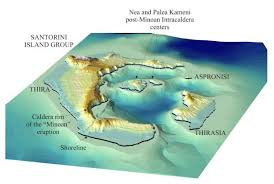 Nea and Palea Kameni
post-Minoan Intracaldera
centers
SANTORINI
ISLAND GROUP
ASPRONISI
THIRA
Caldera rim
of the “Minoan”
eruption
THIRASIA
Shoreline